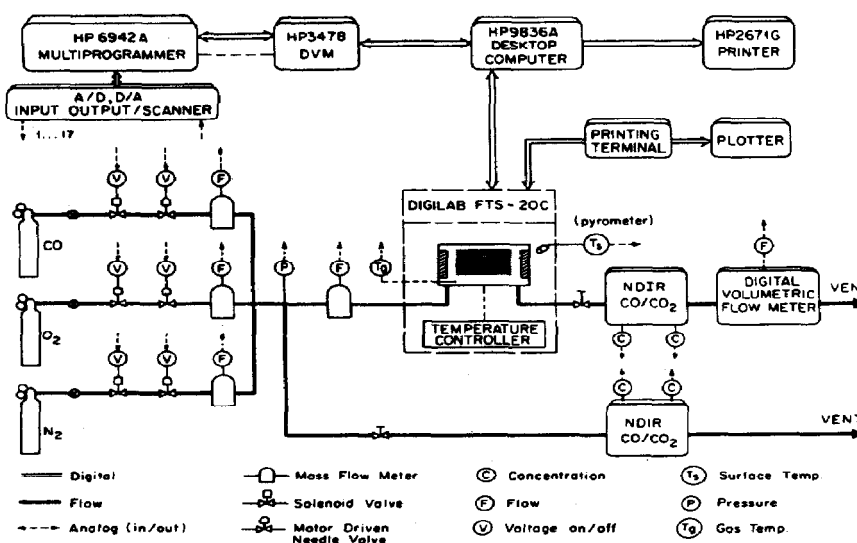 HP 6942A
MULTIPROGRAMMER
HP3478
DVM
HP9836A
DESKTOP
COMPUTER
HP2671G
PRINTER
A/D, D/A
INPUT OUTPUT/SCANNER
1...17
PRINTING
TERMINAL
PLOTTER
V V F
CO
DIGILAB FTS-20C
(pyrometer)
Ts
F
V V F P F Tg
O2
NDIR
CO/CO2
DIGITAL
VOLUMETRIC
FLOW METER
VENT
TEMPERATURE
CONTROLLER
V V F
N2
C C
C C
NDIR
CO/CO2
VENT
Digital
Mass Flow Meter
C Concentration
Ts Surface Temp.
Flow
Solenoid Valve
F Flow
P Pressure
Analog (in/out)
Motor Driven
Needle Valve
V Voltage on/off
Tg Gas Temp.